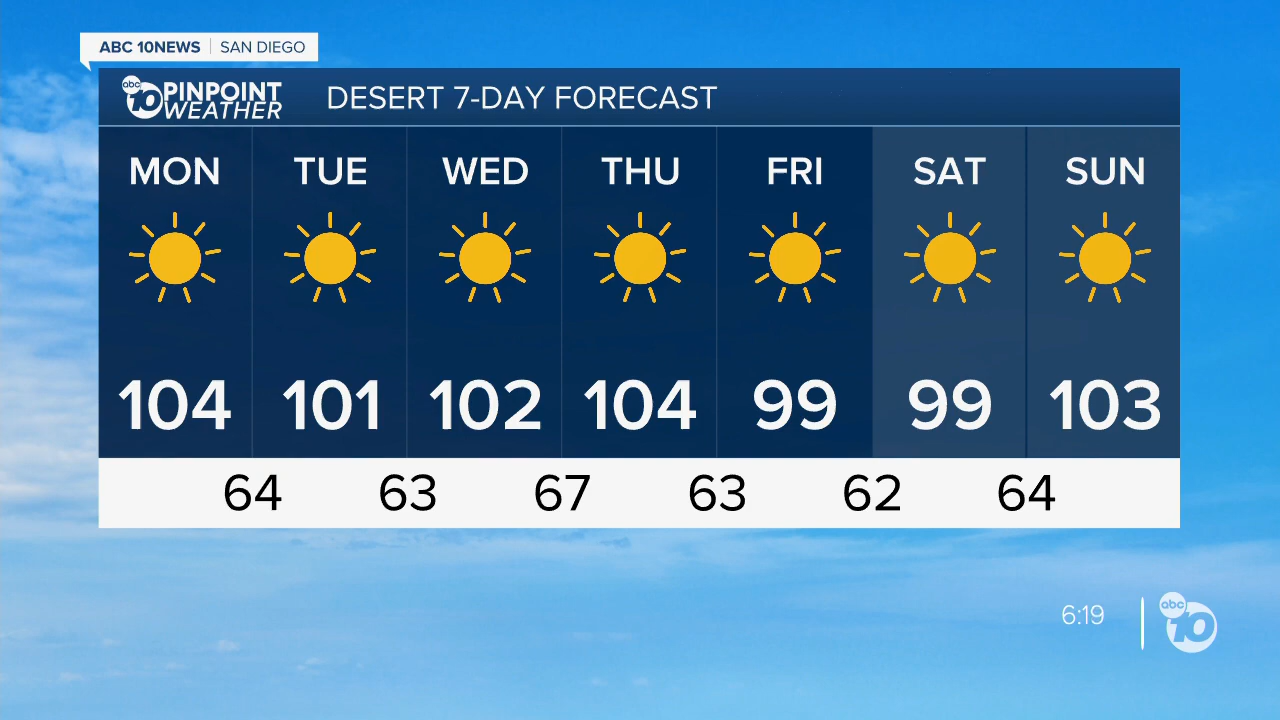 ABC 10NEWS | SAN DIEGO
abc 10 PINPOINT WEATHER
DESERT 7-DAY FORECAST
MON TUE WED THU FRI SAT SUN
104 101 102 104 99 99 103
64 63 67 63 62 64
6:19
abc 10